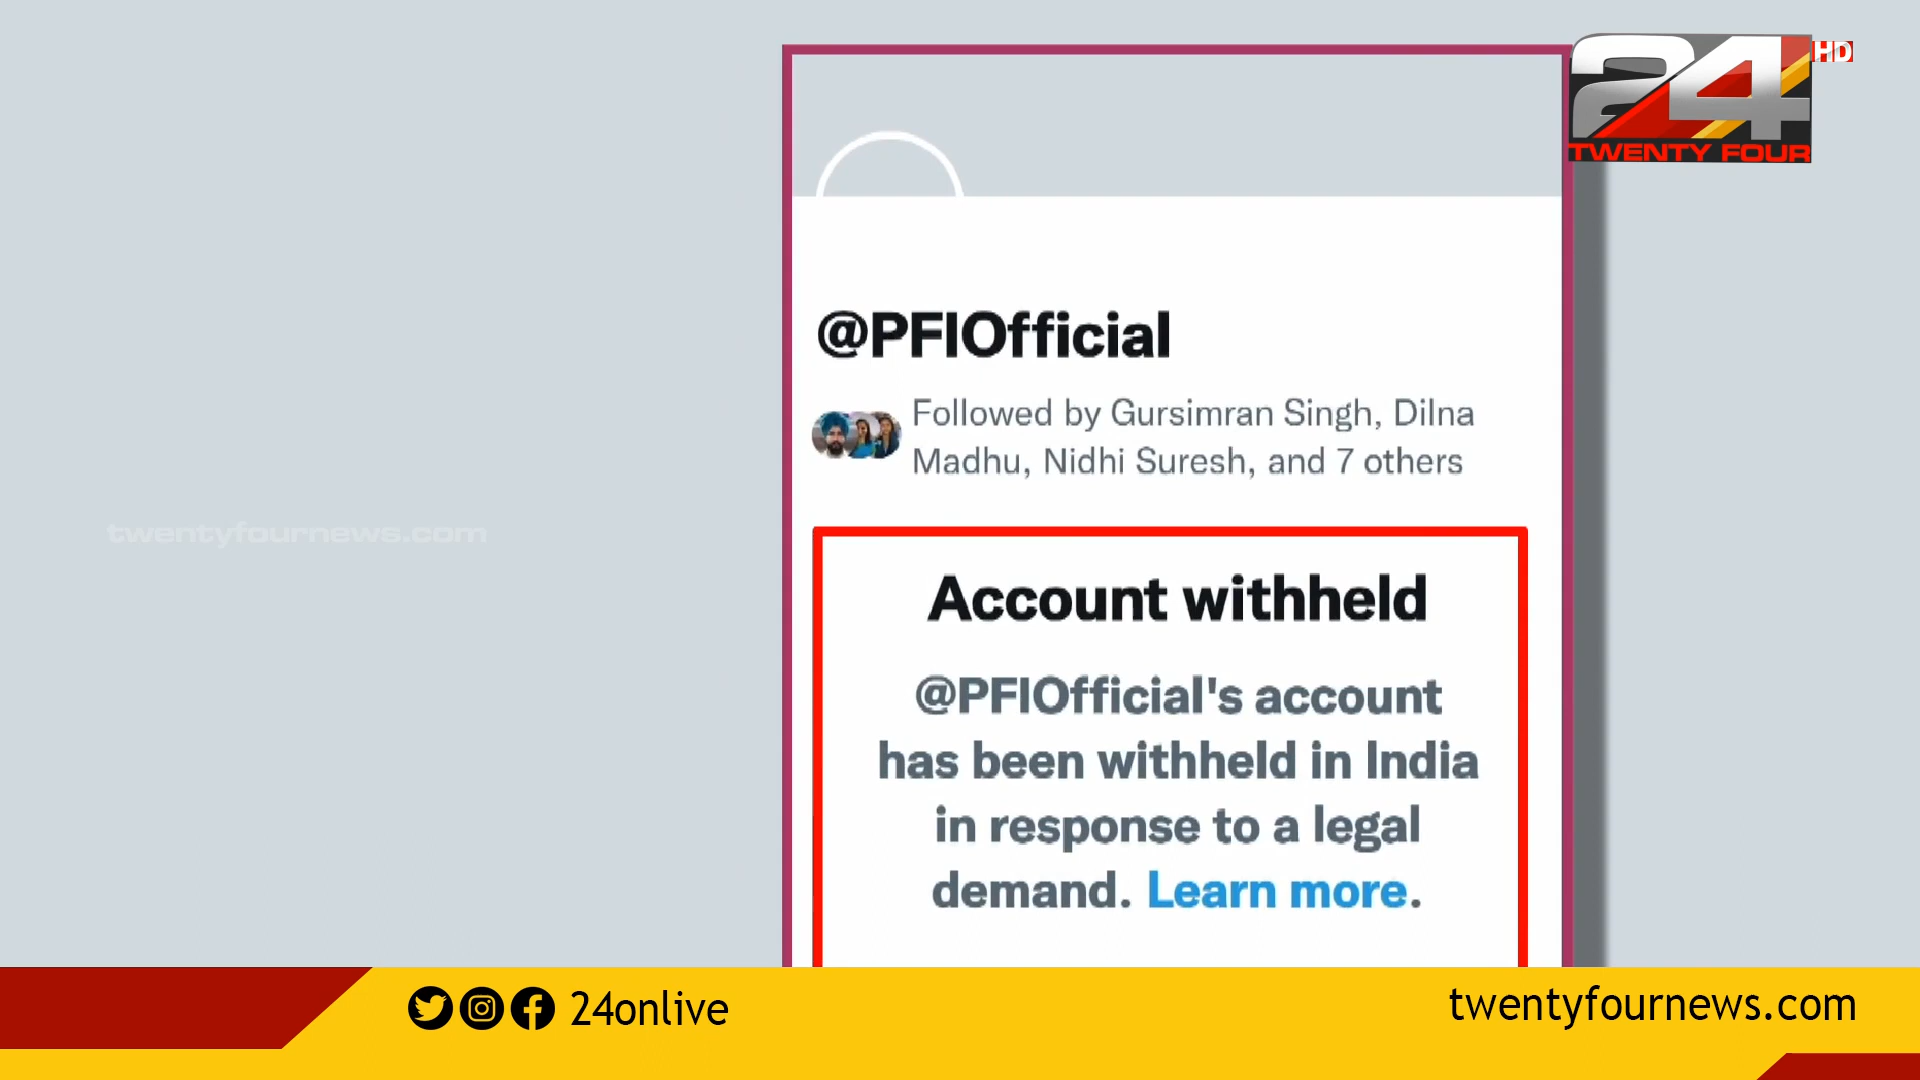 24
HD
TWENTY FOUR
@PFIOfficial
Followed by Gursimran Singh, Dilna
Madhu, Nidhi Suresh, and 7 others
twentyfournews.com
Account withheld
@PFIOfficial's account
has been withheld in India
in response to a legal
demand. Learn more.
24onlive
twentyfournews.com